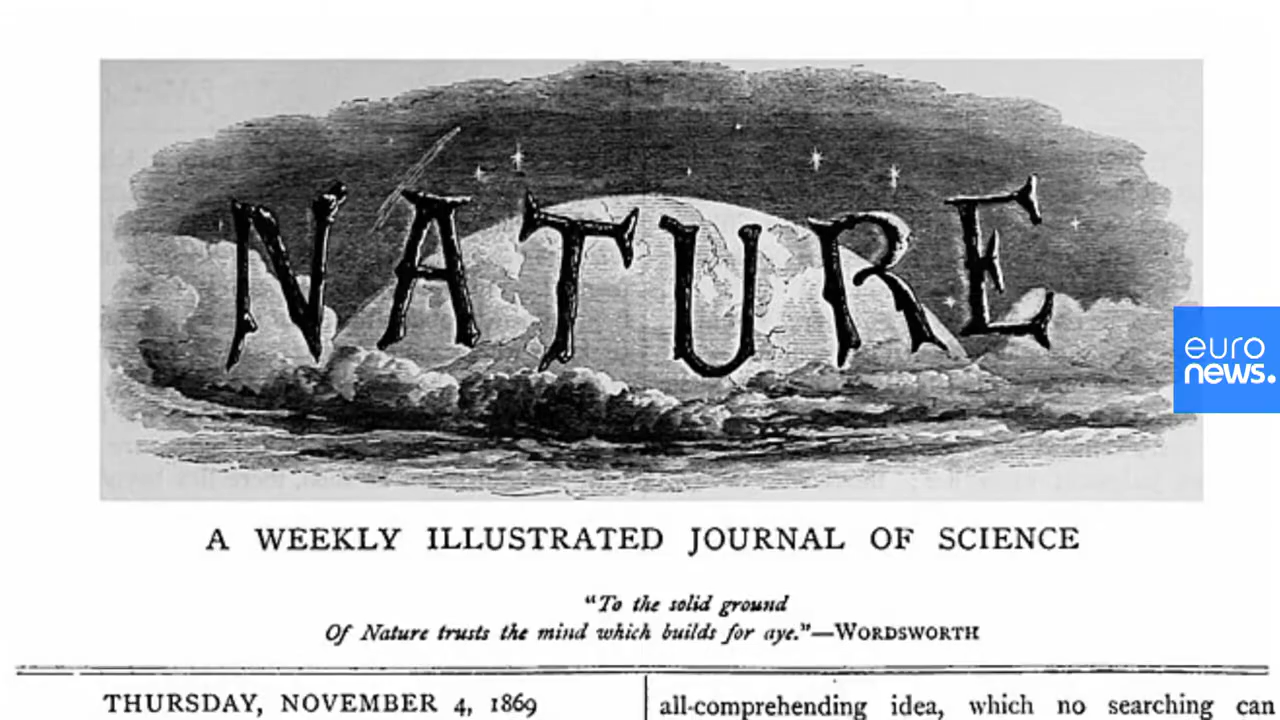 NATURE
euro
news.
A WEEKLY ILLUSTRATED JOURNAL OF SCIENCE
"To the solid ground
Of Nature trusts the mind which builds for aye."—WORDSWORTH
THURSDAY, NOVEMBER 4, 1869
all-comprehending idea, which no searching can